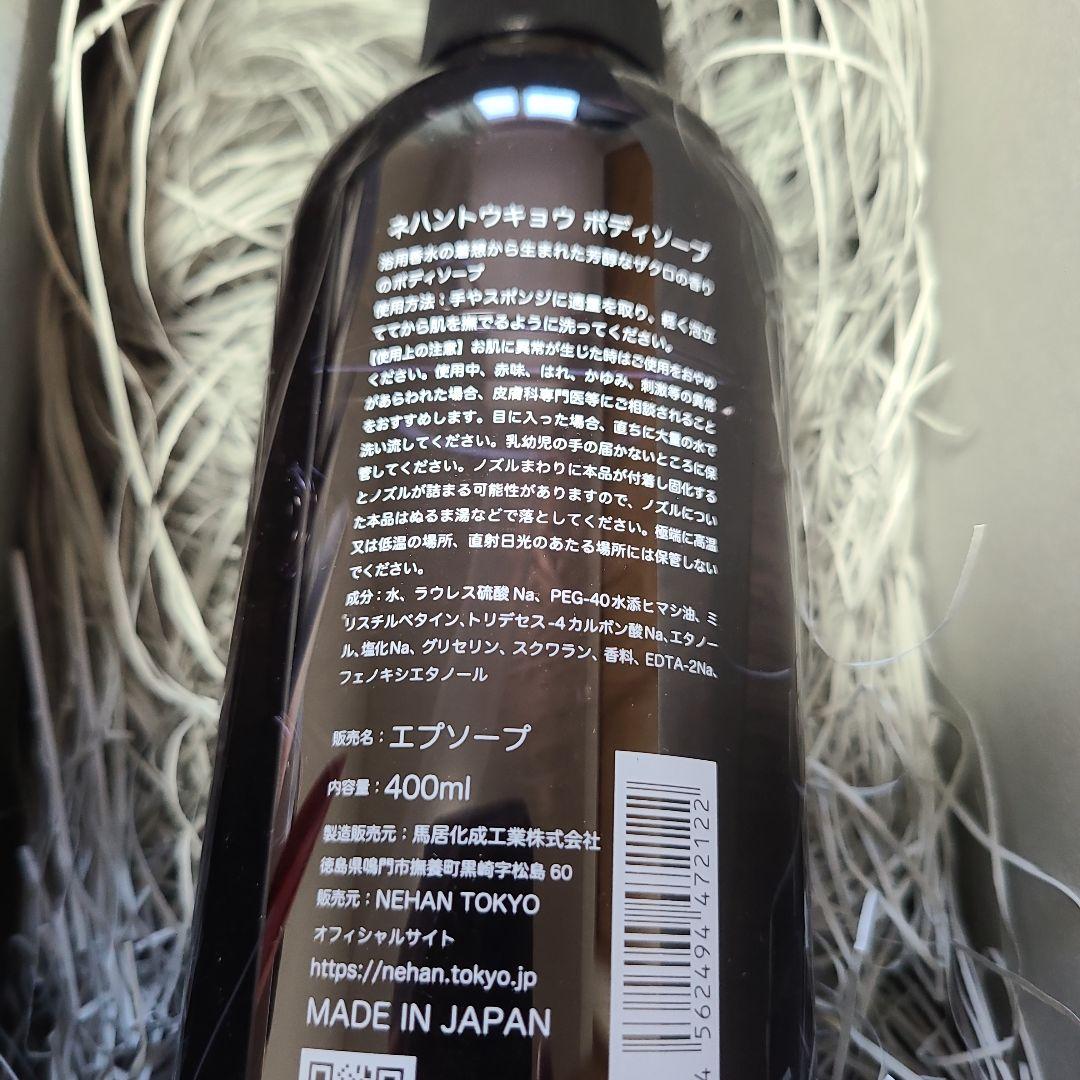 ネハントウキョウ ボディソープ
浴用香水の着想から生まれた芳醇なザクロの香り
のボディソープ
使用方法：手やスポンジに適量を取り、軽く泡立
ててから肌を撫でるように洗ってください。
【使用上の注意】お肌に異常が生じた時はご使用をおやめ
ください。使用中、赤味、はれ、かゆみ、刺激等の異常
があらわれた場合、皮膚科専門医等にご相談されること
をおすすめします。目に入った場合、直ちに大量の水で
洗い流してください。乳幼児の手の届かないところに保
管してください。ノズルまわりに本品が付着し固化する
とノズルが詰まる可能性がありますので、ノズルについ
た本品はぬるま湯などで落としてください。極端に高温
又は低温の場所、直射日光のあたる場所には保管しない
でください。
成分：水、ラウレス硫酸Na、PEG-40水添ヒマシ油、ミ
リスチルベタイン、トリデセス-4カルボン酸Na、エタノー
ル、塩化Na、グリセリン、スクワラン、香料、EDTA-2Na、
フェノキシエタノール
販売名：エプソープ
内容量：400ml
製造販売元：馬居化成工業株式会社
徳島県鳴門市撫養町黒崎字松島 60
販売元：NEHAN TOKYO
オフィシャルサイト
https://nehan.tokyo.jp
MADE IN JAPAN
4 562494 472122